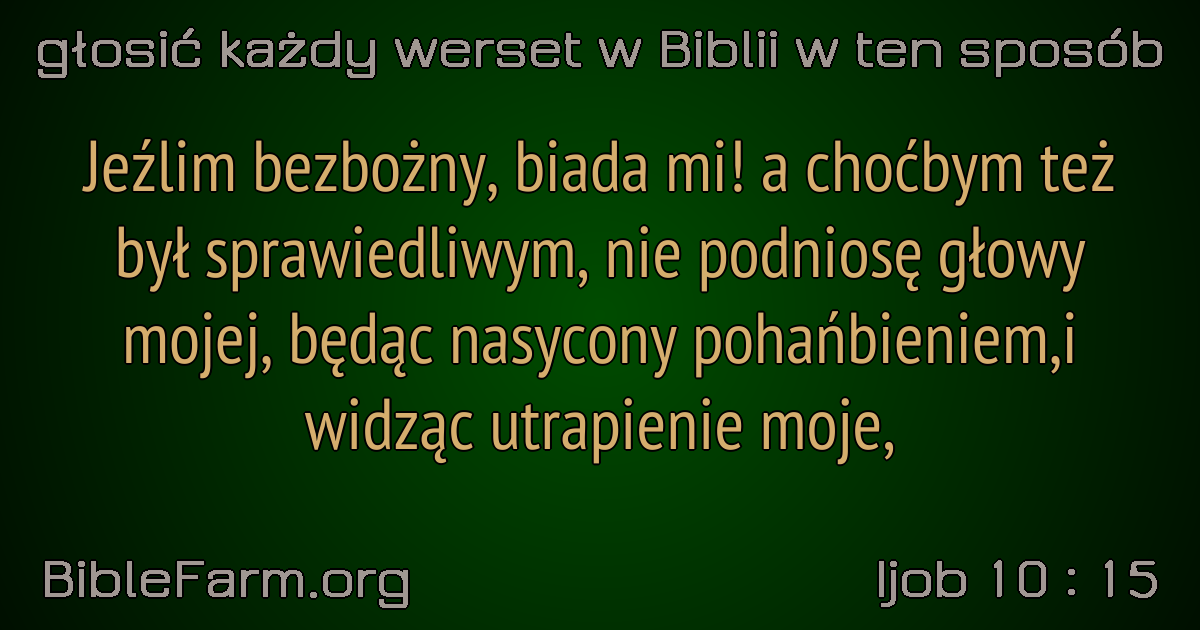 głosić każdy werset w Biblii w ten sposób
Jeźlim bezbożny, biada mi! a choćbym też
był sprawiedliwym, nie podniosę głowy
mojej, będąc nasycony pohańbieniem,i
widząc utrapienie moje,
BibleFarm.org
Ijob 10 : 15